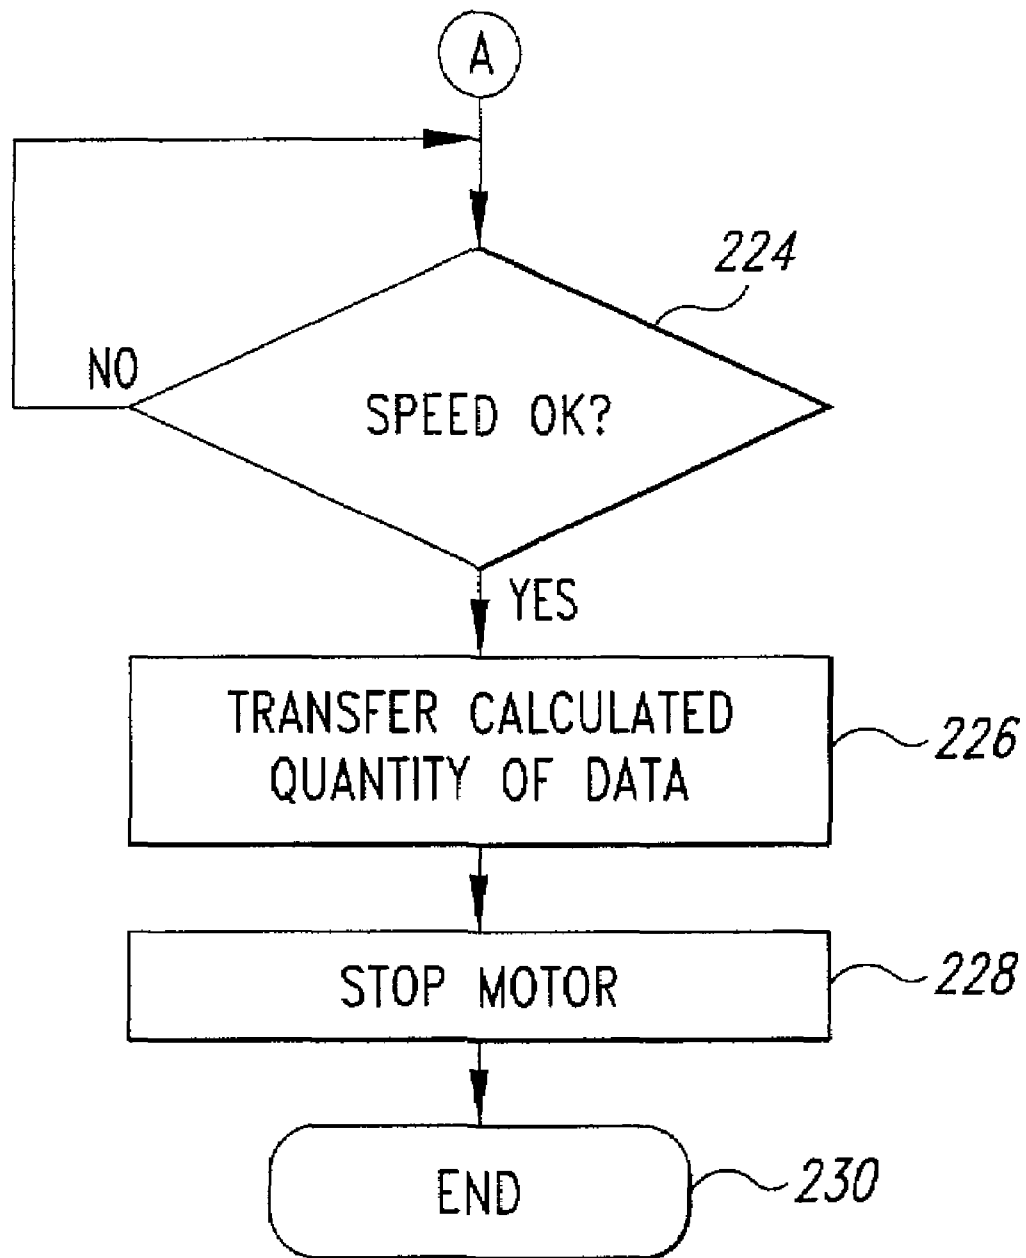 A
224
NO
SPEED OK?
YES
TRANSFER CALCULATED
QUANTITY OF DATA
226
STOP MOTOR
228
END
230